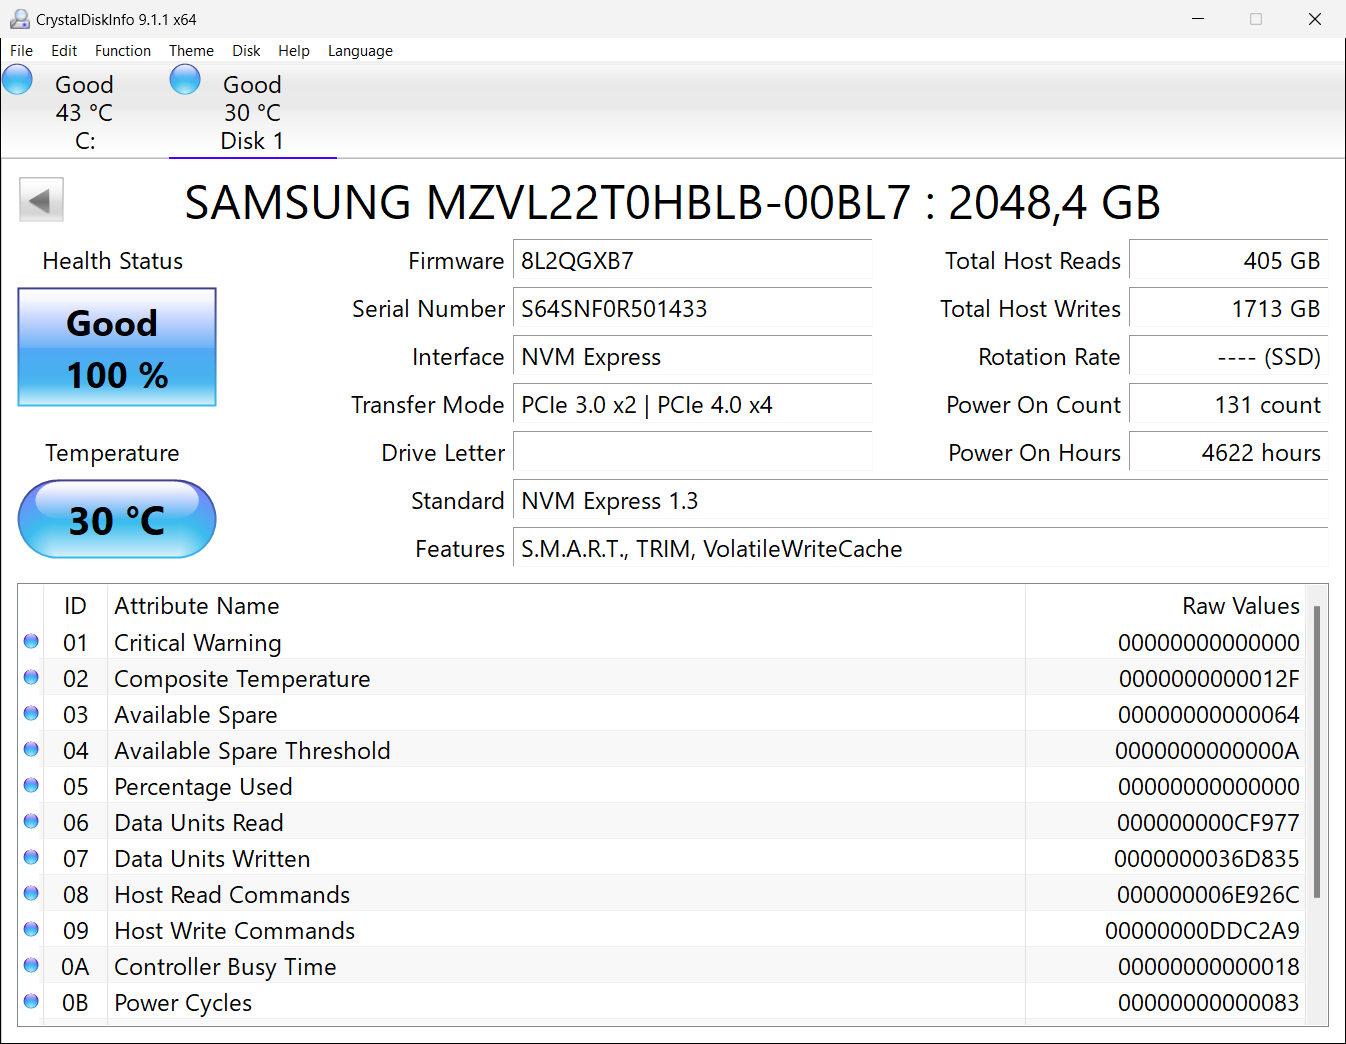 CrystalDiskInfo 9.1.1 x64
File Edit Function Theme Disk Help Language
Good
43 °C
C:
Good
30 °C
Disk 1
SAMSUNG MZVL22T0HBLB-00BL7 : 2048,4 GB
Health Status
Good
100 %
Temperature
30 °C
Firmware 8L2QGXB7
Serial Number S64SNF0R501433
Interface NVM Express
Transfer Mode PCIe 3.0 x2 | PCIe 4.0 x4
Drive Letter
Standard NVM Express 1.3
Features S.M.A.R.T., TRIM, VolatileWriteCache
Total Host Reads 405 GB
Total Host Writes 1713 GB
Rotation Rate ---- (SSD)
Power On Count 131 count
Power On Hours 4622 hours
ID Attribute Name Raw Values
01 Critical Warning 00000000000000
02 Composite Temperature 0000000000012F
03 Available Spare 00000000000064
04 Available Spare Threshold 0000000000000A
05 Percentage Used 00000000000000
06 Data Units Read 000000000CF977
07 Data Units Written 0000000036D835
08 Host Read Commands 000000006E926C
09 Host Write Commands 00000000DDC2A9
0A Controller Busy Time 00000000000018
0B Power Cycles 00000000000083